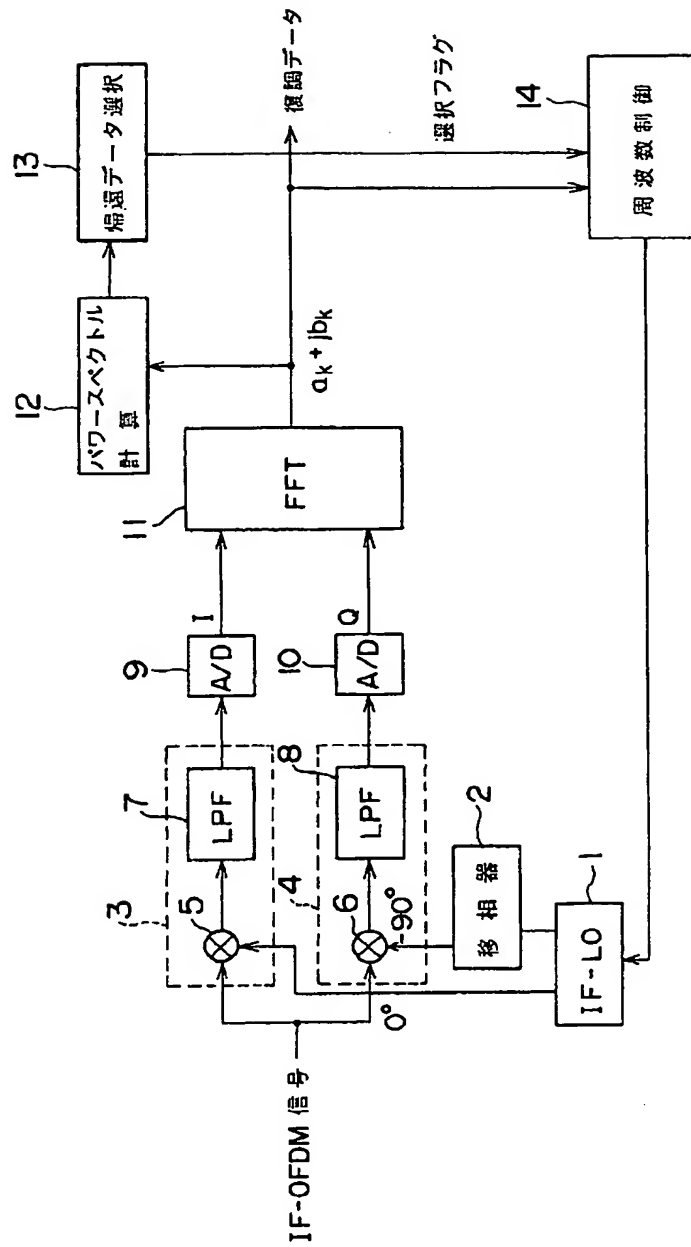 IF-OFDM 信号
0°
3
5
7
LPF
4
6
-90°
8
LPF
2
移相器
1
IF-LO
9
A/D
I
10
A/D
Q
11
FFT
aₖ+jbₖ
12
パワースペクトル
計算
13
帰還データ選択
復調データ
選択フラグ
14
周波数制御